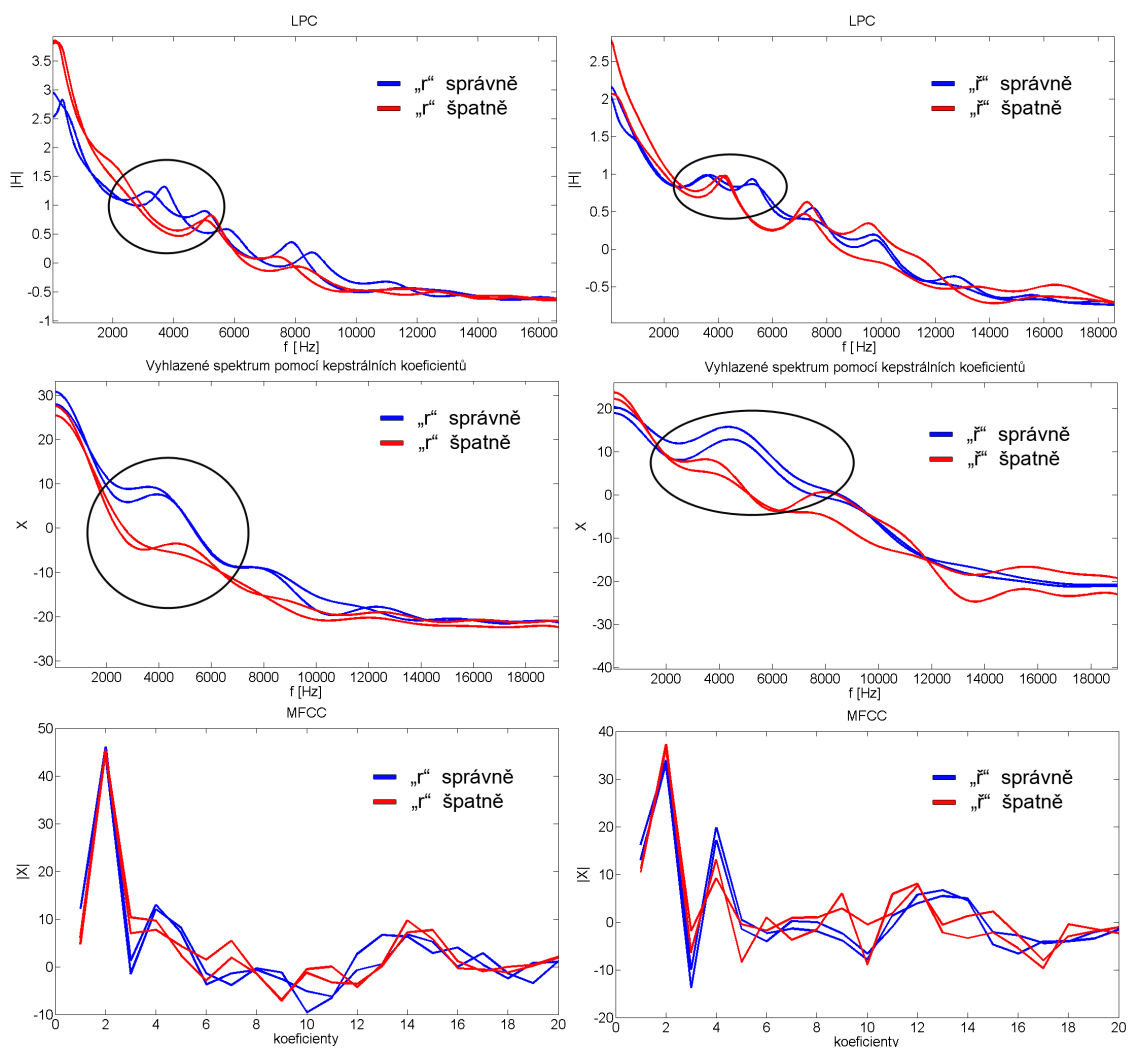 LPC
3.5
3
2.5
2
1.5
1
0.5
0
-0.5
-1
|H|
„r“ správně
„r“ špatně
2000 4000 6000 8000 10000 12000 14000 16000
f [Hz]
LPC
2.5
2
1.5
1
0.5
0
-0.5
|H|
„ř“ správně
„ř“ špatně
2000 4000 6000 8000 10000 12000 14000 16000 18000
f [Hz]
Vyhlazené spektrum pomocí kepstrálních koeficientů
30
20
10
0
-10
-20
-30
X
„r“ správně
„r“ špatně
2000 4000 6000 8000 10000 12000 14000 16000 18000
f [Hz]
Vyhlazené spektrum pomocí kepstrálních koeficientů
20
10
0
-10
-20
-30
-40
X
„ř“ správně
„ř“ špatně
2000 4000 6000 8000 10000 12000 14000 16000 18000
f [Hz]
MFCC
50
40
30
20
10
0
-10
|X|
„r“ správně
„r“ špatně
0 2 4 6 8 10 12 14 16 18 20
koeficienty
MFCC
40
30
20
10
0
-10
-20
|X|
„ř“ správně
„ř“ špatně
0 2 4 6 8 10 12 14 16 18 20
koeficienty